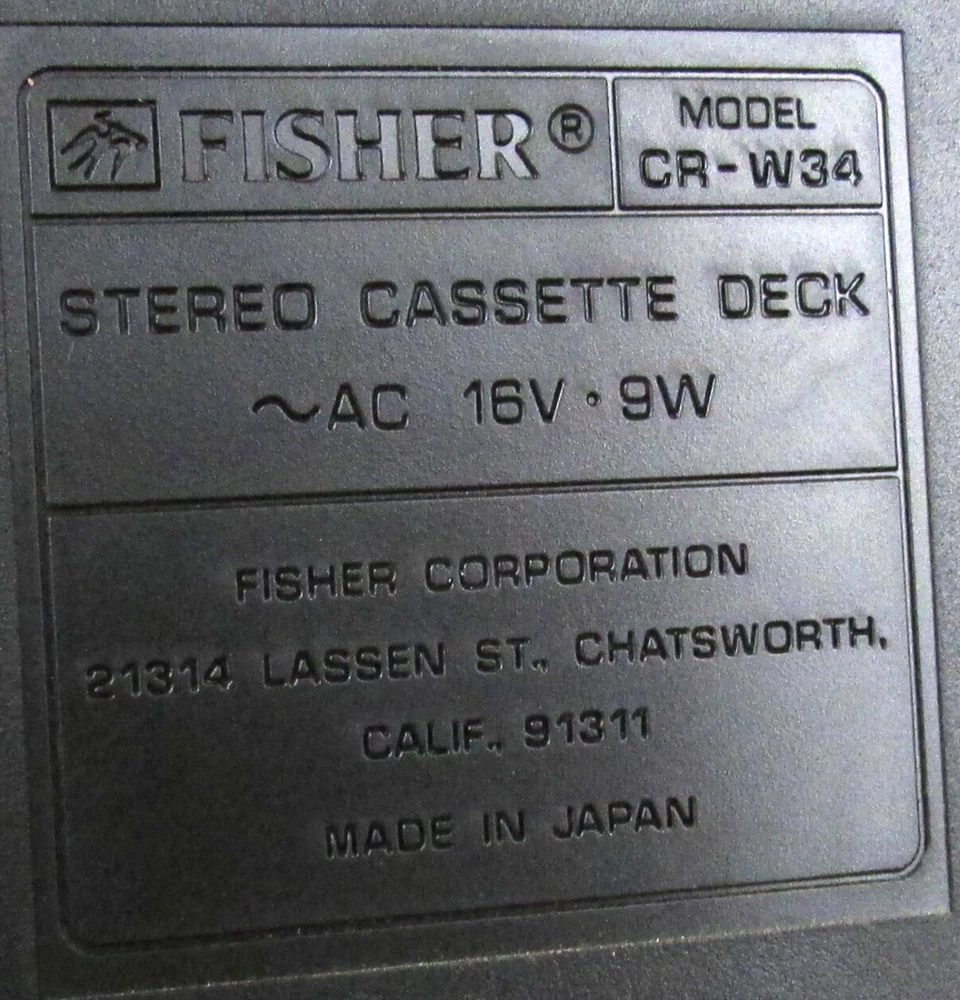 FISHER®
MODEL
CR-W34
STEREO CASSETTE DECK
～AC 16V · 9W
FISHER CORPORATION
21314 LASSEN ST., CHATSWORTH,
CALIF., 91311
MADE IN JAPAN